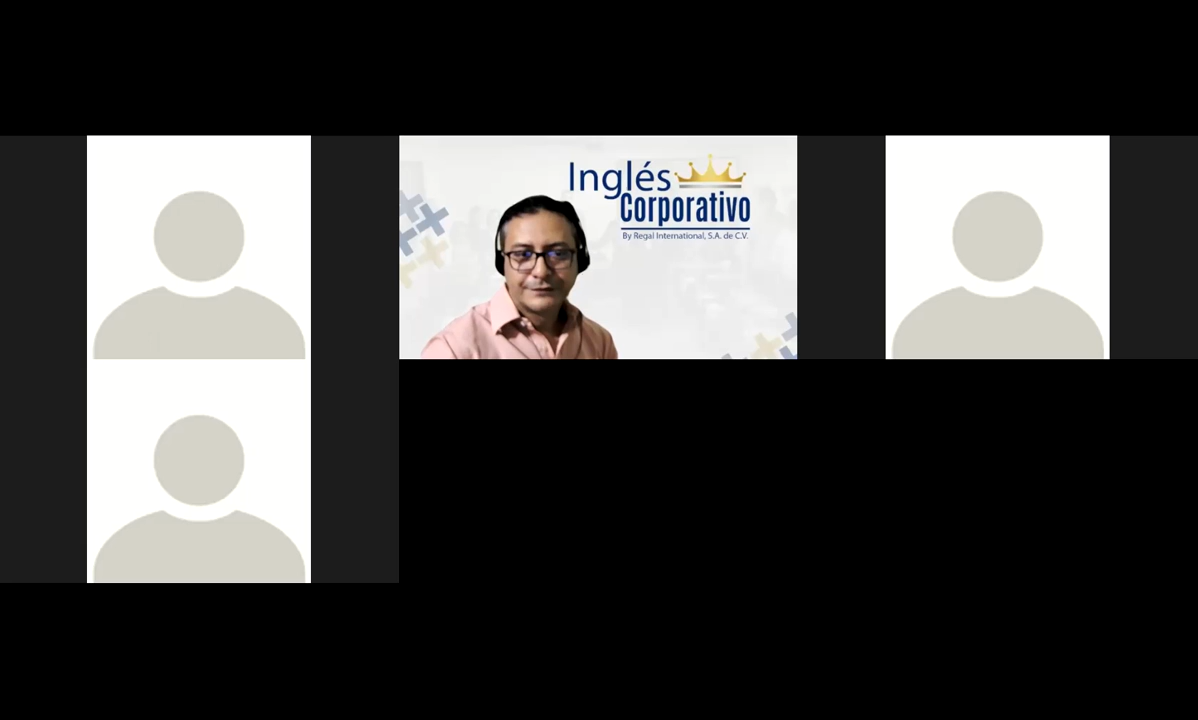 Inglés
Corporativo
By Regal International, S.A. de C.V.